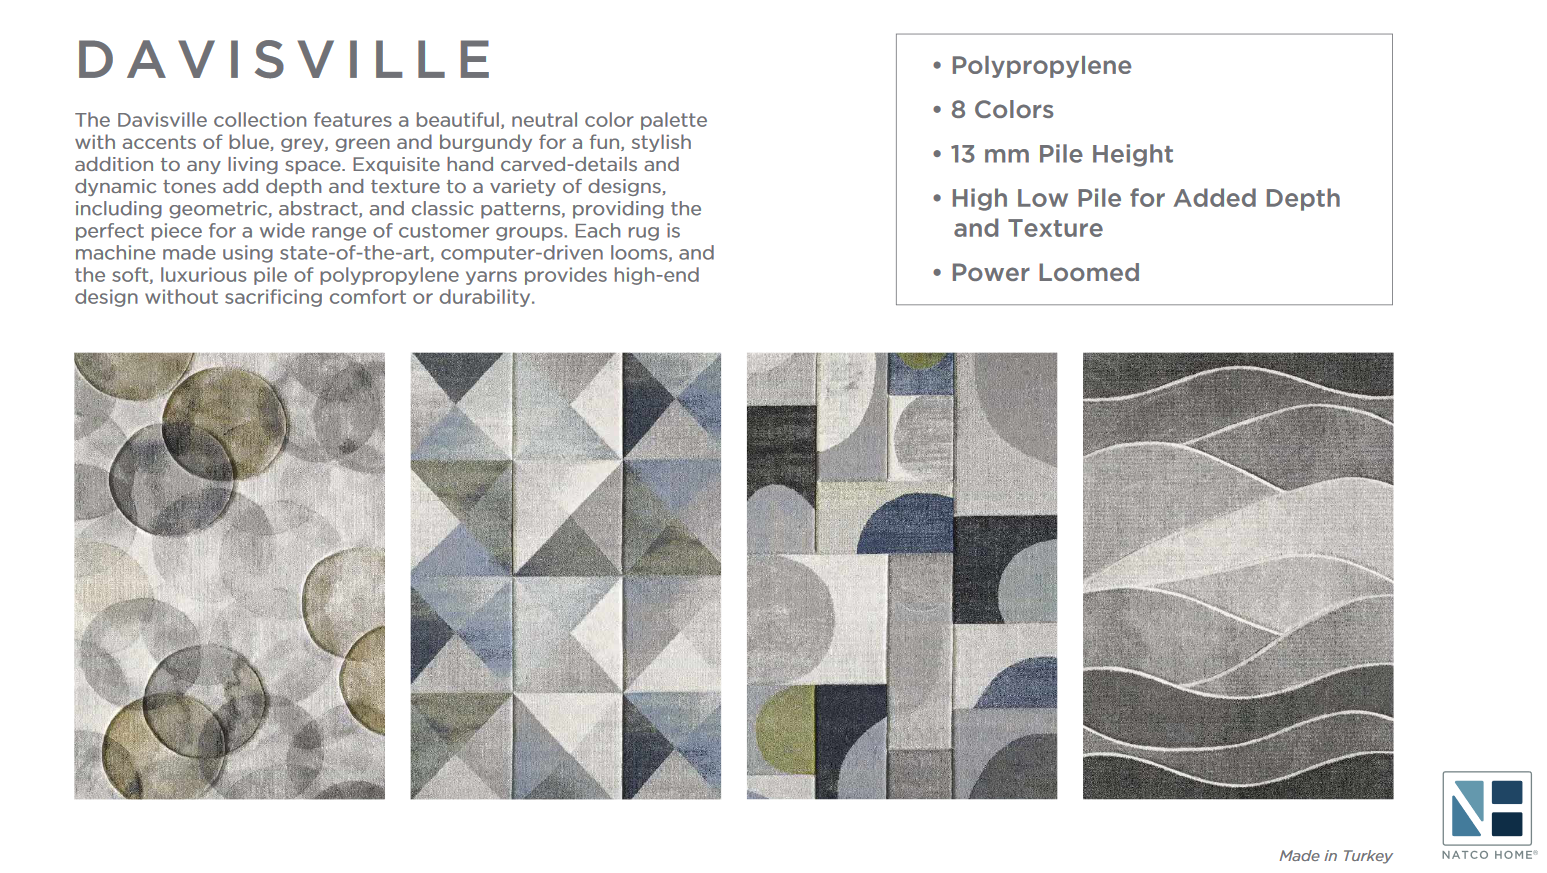 DAVISVILLE
The Davisville collection features a beautiful, neutral color palette
with accents of blue, grey, green and burgundy for a fun, stylish
addition to any living space. Exquisite hand carved-details and
dynamic tones add depth and texture to a variety of designs,
including geometric, abstract, and classic patterns, providing the
perfect piece for a wide range of customer groups. Each rug is
machine made using state-of-the-art, computer-driven looms, and
the soft, luxurious pile of polypropylene yarns provides high-end
design without sacrificing comfort or durability.
• Polypropylene
• 8 Colors
• 13 mm Pile Height
• High Low Pile for Added Depth
and Texture
• Power Loomed
Made in Turkey
NH
NATCO HOME®